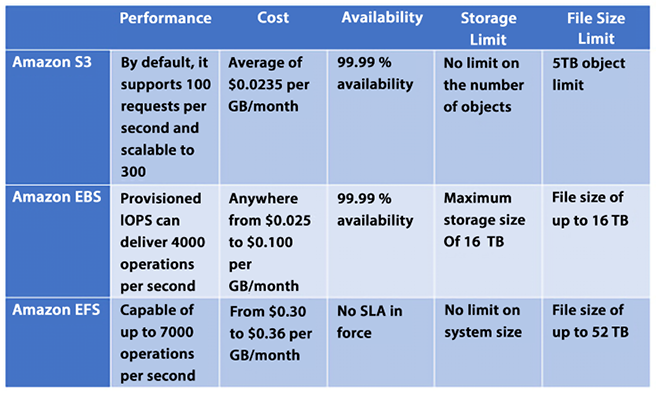 Performance
Cost
Availability
Storage
Limit
File Size
Limit
Amazon S3
By default, it
supports 100
requests per
second and
scalable to
300
Average of
$0.0235 per
GB/month
99.99 %
availability
No limit on
the number
of objects
5TB object
limit
Amazon EBS
Provisioned
IOPS can
deliver 4000
operations
per second
Anywhere
from $0.025
to $0.100
per
GB/month
99.99 %
availability
Maximum
storage size
Of 16 TB
File size of
up to 16 TB
Amazon EFS
Capable of
up to 7000
operations
per second
From $0.30
to $0.36 per
GB/month
No SLA in
force
No limit on
system size
File size of
up to 52 TB